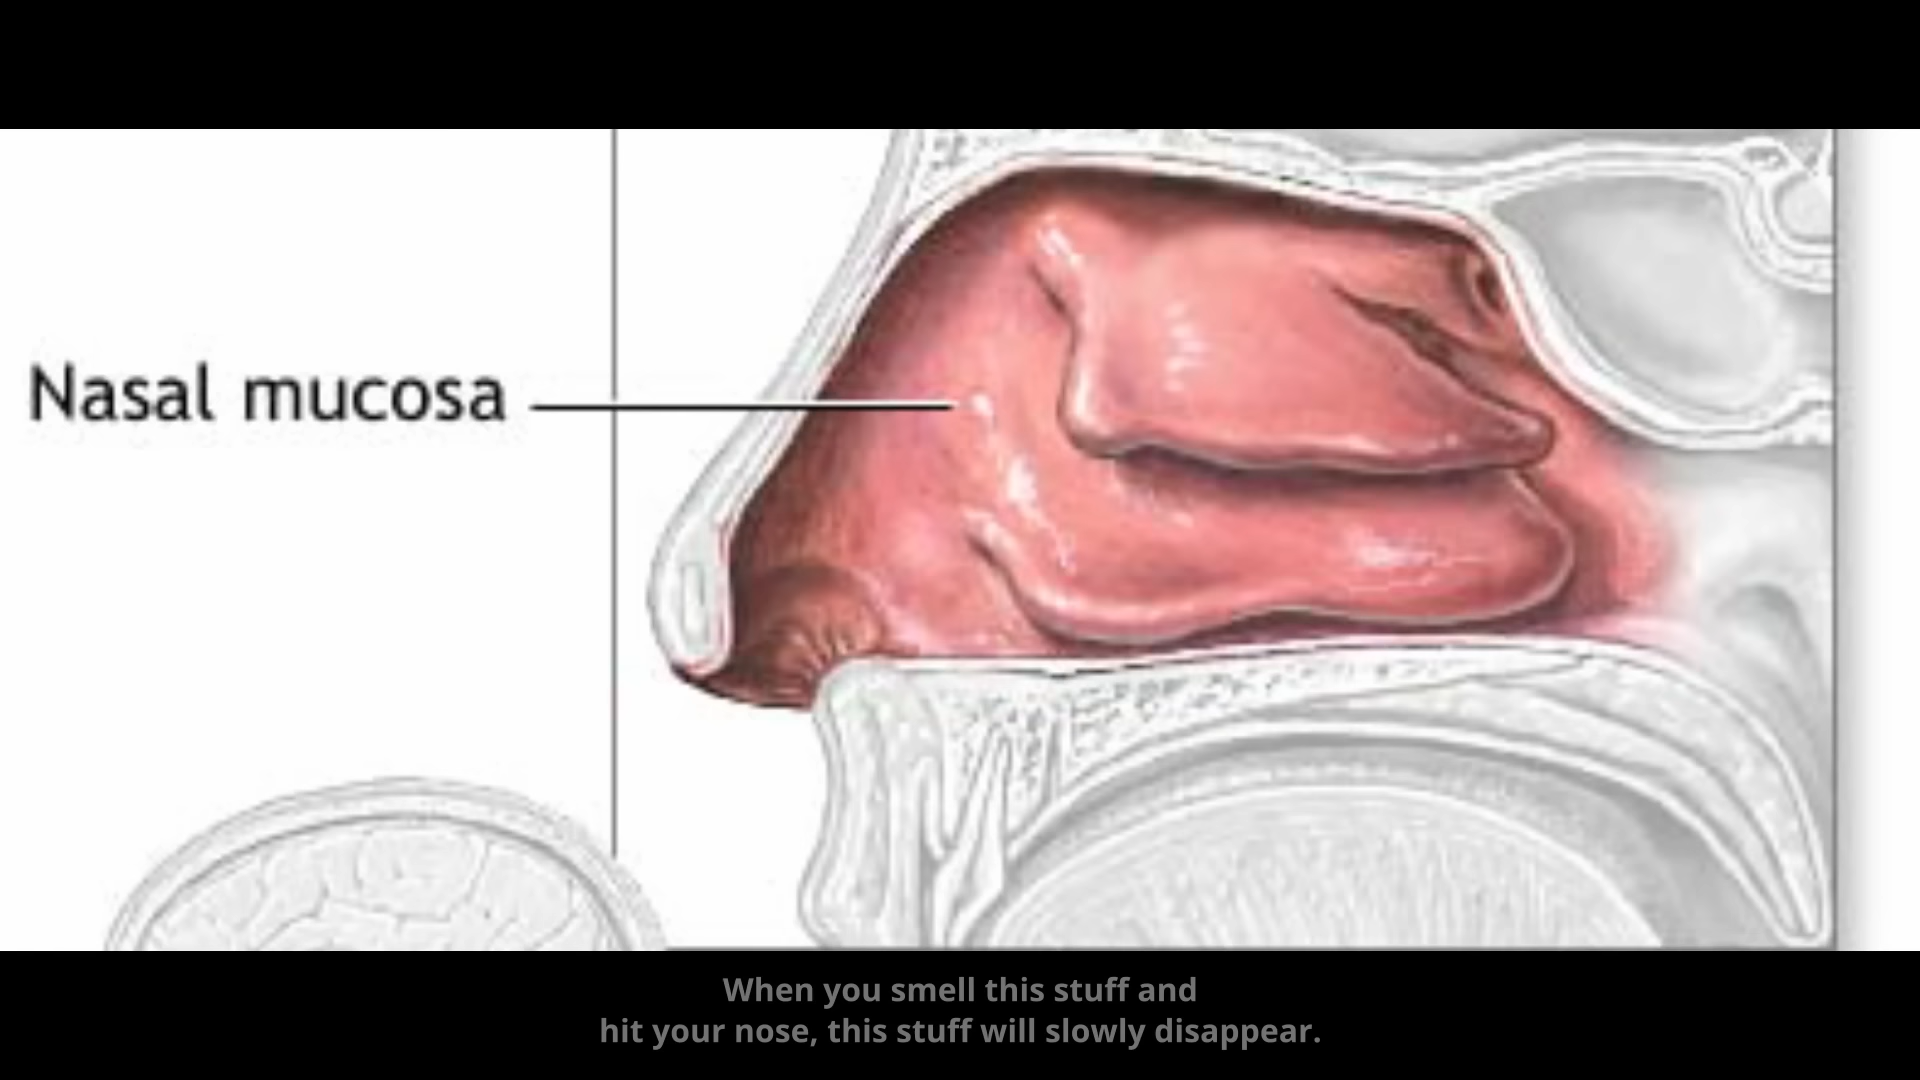 Nasal mucosa
When you smell this stuff and
hit your nose, this stuff will slowly disappear.